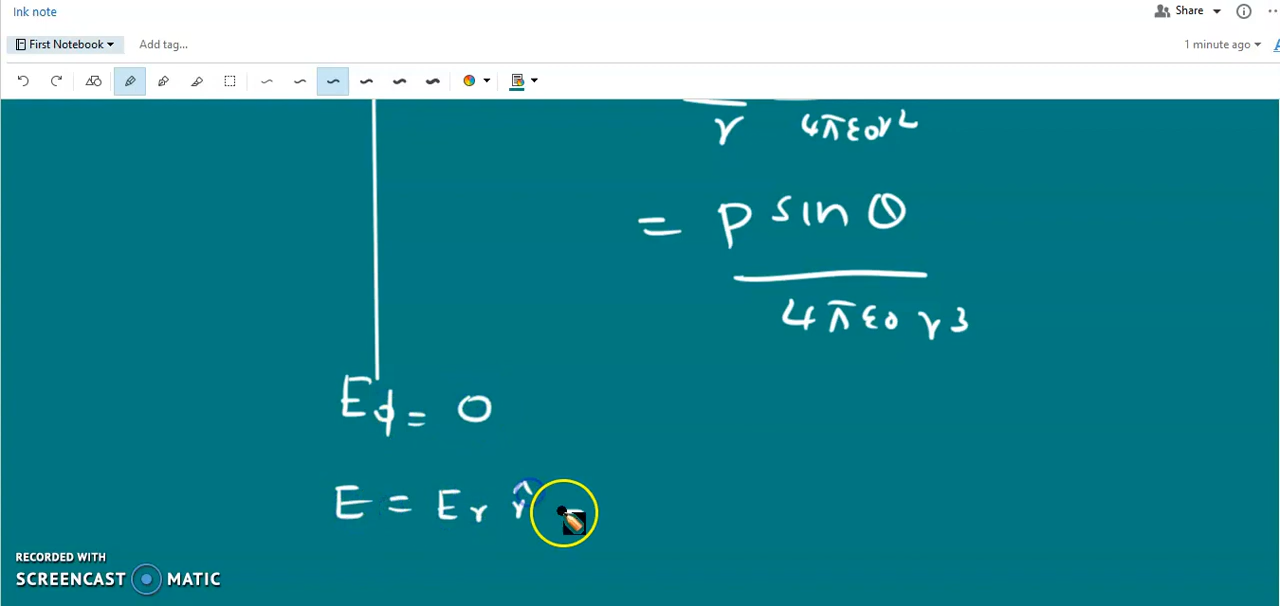 Ink note
Share
First Notebook
Add tag...
1 minute ago
r 4πε0r2
= p sin θ
4πε0 r3
Eϕ = 0
E = Er r̂
RECORDED WITH
SCREENCAST MATIC